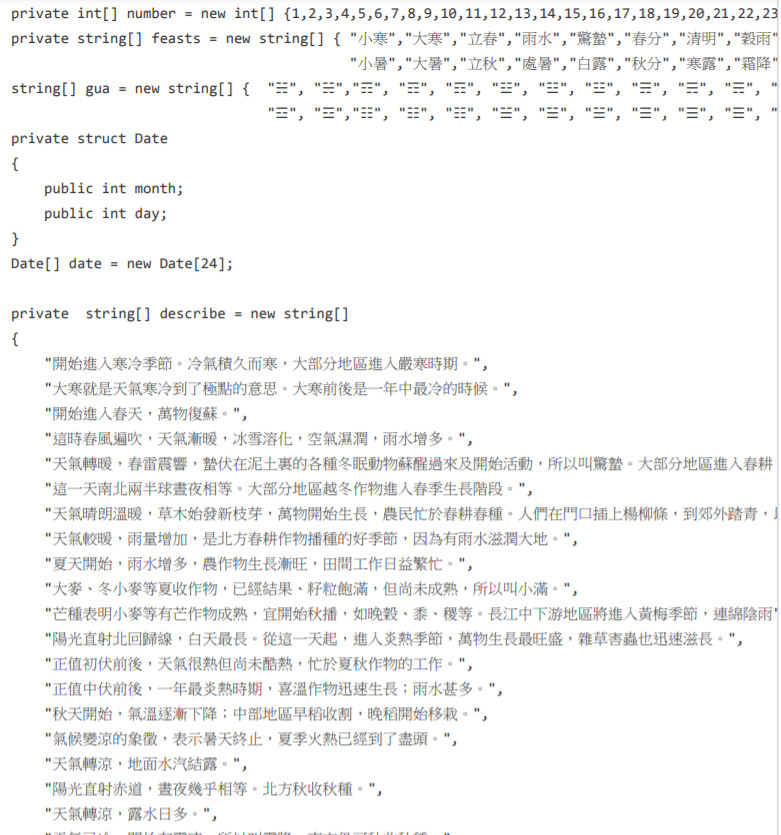 private int[] number = new int[] {1,2,3,4,5,6,7,8,9,10,11,12,13,14,15,16,17,18,19,20,21,22,23
private string[] feasts = new string[] { "小寒","大寒","立春","雨水","驚蟄","春分","清明","穀雨"
"小暑","大暑","立秋","處暑","白露","秋分","寒露","霜降"
string[] gua = new string[] {
private struct Date
{
public int month;
public int day;
}
Date[] date = new Date[24];
private  string[] describe = new string[]
{
"開始進入寒冷季節。冷氣積久而寒，大部分地區進入嚴寒時期。",
"大寒就是天氣寒冷到了極點的意思。大寒前後是一年中最冷的時候。",
"開始進入春天，萬物復蘇。",
"這時春風遍吹，天氣漸暖，冰雪溶化，空氣濕潤，雨水增多。",
"天氣轉暖，春雷震響，蟄伏在泥土裏的各種冬眠動物蘇醒過來及開始活動，所以叫驚蟄。大部分地區進入春耕
"這一天南北兩半球晝夜相等。大部分地區越冬作物進入春季生長階段。",
"天氣晴朗溫暖，草木始發新枝芽，萬物開始生長，農民忙於春耕春種。人們在門口插上楊柳條，到郊外踏青，
"天氣較暖，雨量增加，是北方春耕作物播種的好季節，因為有雨水滋潤大地。",
"夏天開始，雨水增多，農作物生長漸旺，田間工作日益繁忙。",
"大麥、冬小麥等夏收作物，已經結果、籽粒飽滿，但尚未成熟，所以叫小滿。",
"芒種表明小麥等有芒作物成熟，宜開始秋播，如晚穀、黍、稷等。長江中下游地區將進入黃梅季節，連綿陰雨
"陽光直射北回歸線，白天最長。從這一天起，進入炎熱季節，萬物生長最旺盛，雜草害蟲也迅速滋長。",
"正值初伏前後，天氣很熱但尚未酷熱，忙於夏秋作物的工作。",
"正值中伏前後，一年最炎熱時期，喜溫作物迅速生長；雨水甚多。",
"秋天開始，氣溫逐漸下降；中部地區早稻收割，晚稻開始移栽。",
"氣候變涼的象徵，表示暑天終止，夏季火熱已經到了盡頭。",
"天氣轉涼，地面水汽結露。",
"陽光直射赤道，晝夜幾乎相等。北方秋收秋種。",
"天氣轉涼，露水日多。",